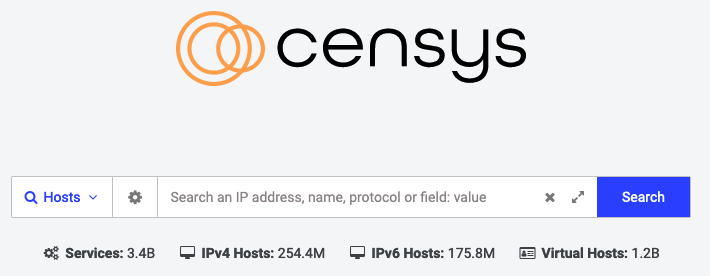 censys
Hosts Search an IP address, name, protocol or field: value Search
Services: 3.4B IPv4 Hosts: 254.4M IPv6 Hosts: 175.8M Virtual Hosts: 1.2B